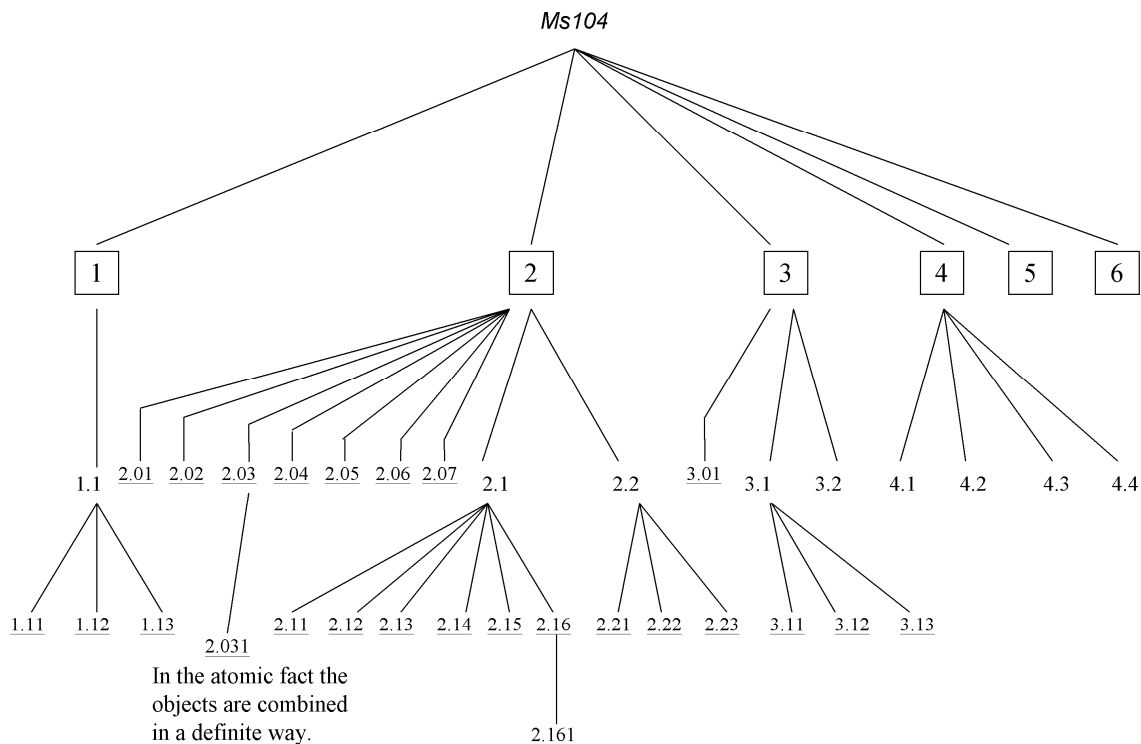 Ms104
1 2 3 4 5 6
2.01 2.02 2.03 2.04 2.05 2.06 2.07 3.01
1.1 2.1 2.2 3.1 3.2 4.1 4.2 4.3 4.4
1.11 1.12 1.13 2.11 2.12 2.13 2.14 2.15 2.16 2.21 2.22 2.23 3.11 3.12 3.13
2.031
In the atomic fact the
objects are combined
in a definite way.
2.161